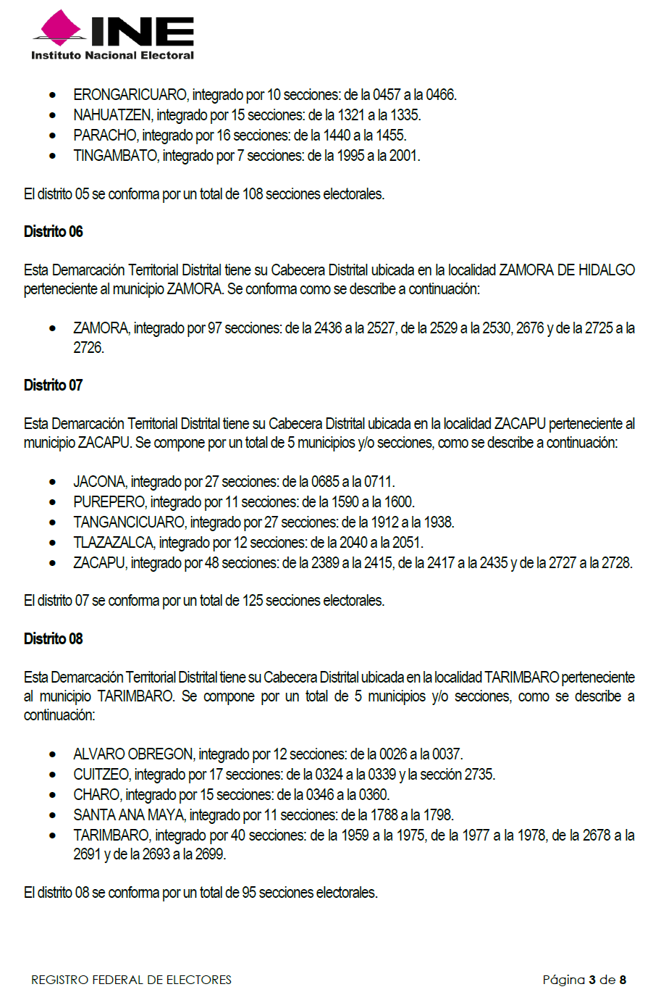 INE
Instituto Nacional Electoral
• ERONGARICUARO, integrado por 10 secciones: de la 0457 a la 0466.
• NAHUATZEN, integrado por 15 secciones: de la 1321 a la 1335.
• PARACHO, integrado por 16 secciones: de la 1440 a la 1455.
• TINGAMBATO, integrado por 7 secciones: de la 1995 a la 2001.
El distrito 05 se conforma por un total de 108 secciones electorales.
Distrito 06
Esta Demarcación Territorial Distrital tiene su Cabecera Distrital ubicada en la localidad ZAMORA DE HIDALGO
perteneciente al municipio ZAMORA. Se conforma como se describe a continuación:
• ZAMORA, integrado por 97 secciones: de la 2436 a la 2527, de la 2529 a la 2530, 2676 y de la 2725 a la
2726.
Distrito 07
Esta Demarcación Territorial Distrital tiene su Cabecera Distrital ubicada en la localidad ZACAPU perteneciente al
municipio ZACAPU. Se compone por un total de 5 municipios y/o secciones, como se describe a continuación:
• JACONA, integrado por 27 secciones: de la 0685 a la 0711.
• PUREPERO, integrado por 11 secciones: de la 1590 a la 1600.
• TANGANCICUARO, integrado por 27 secciones: de la 1912 a la 1938.
• TLAZAZALCA, integrado por 12 secciones: de la 2040 a la 2051.
• ZACAPU, integrado por 48 secciones: de la 2389 a la 2415, de la 2417 a la 2435 y de la 2727 a la 2728.
El distrito 07 se conforma por un total de 125 secciones electorales.
Distrito 08
Esta Demarcación Territorial Distrital tiene su Cabecera Distrital ubicada en la localidad TARIMBARO perteneciente
al municipio TARIMBARO. Se compone por un total de 5 municipios y/o secciones, como se describe a
continuación:
• ALVARO OBREGON, integrado por 12 secciones: de la 0026 a la 0037.
• CUITZEO, integrado por 17 secciones: de la 0324 a la 0339 y la sección 2735.
• CHARO, integrado por 15 secciones: de la 0346 a la 0360.
• SANTA ANA MAYA, integrado por 11 secciones: de la 1788 a la 1798.
• TARIMBARO, integrado por 40 secciones: de la 1959 a la 1975, de la 1977 a la 1978, de la 2678 a la
2691 y de la 2693 a la 2699.
El distrito 08 se conforma por un total de 95 secciones electorales.
REGISTRO FEDERAL DE ELECTORES Página 3 de 8